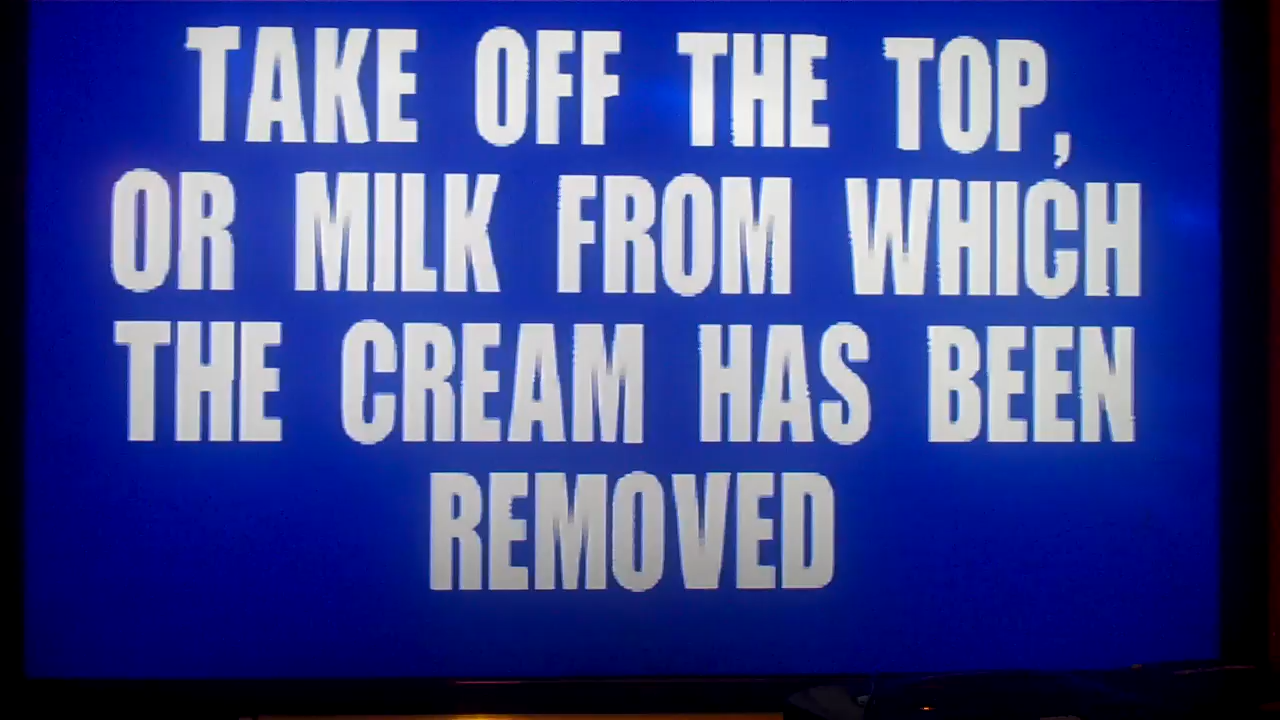 TAKE OFF THE TOP,
OR MILK FROM WHICH
THE CREAM HAS BEEN
REMOVED